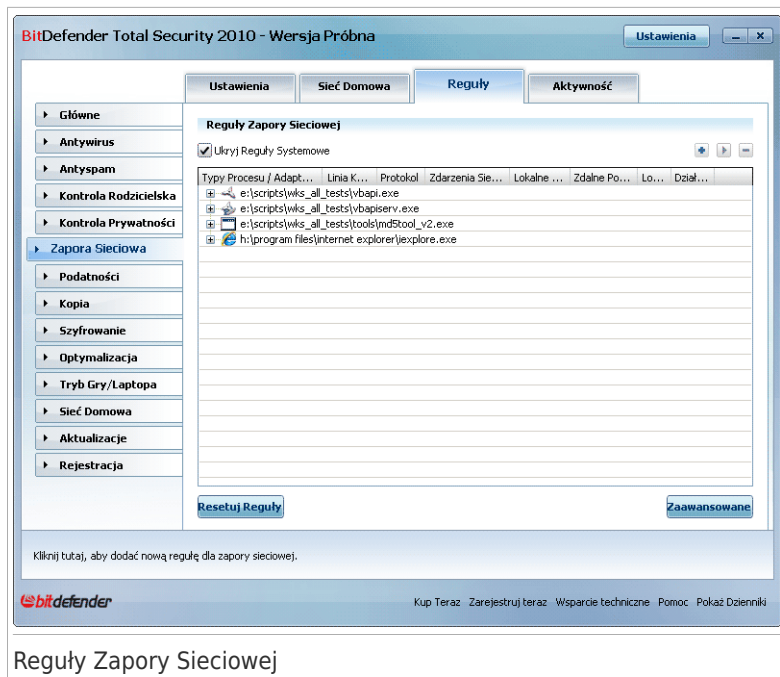 BitDefender Total Security 2010 - Wersja Próbna
Ustawienia
Ustawienia
Sieć Domowa
Reguły
Aktywność
Główne
Antywirus
Antyspam
Kontrola Rodzicielska
Kontrola Prywatności
Zapora Sieciowa
Podatności
Kopia
Szyfrowanie
Optymalizacja
Tryb Gry/Laptopa
Sieć Domowa
Aktualizacje
Rejestracja
Reguły Zapory Sieciowej
Ukryj Reguły Systemowe
Typy Procesu / Adapt... Linia K... Protokol Zdarzenia Sie... Lokalne ... Zdalne Po... Lo... Dział...
e:\scripts\wks_all_tests\vbapi.exe
e:\scripts\wks_all_tests\vbapiserv.exe
e:\scripts\wks_all_tests\tools\md5tool_v2.exe
h:\program files\internet explorer\iexplore.exe
Resetuj Reguły
Zaawansowane
Kliknij tutaj, aby dodać nową regułę dla zapory sieciowej.
bitdefender
Kup Teraz Zarejestruj teraz Wsparcie techniczne Pomoc Pokaż Dzienniki
Reguły Zapory Sieciowej